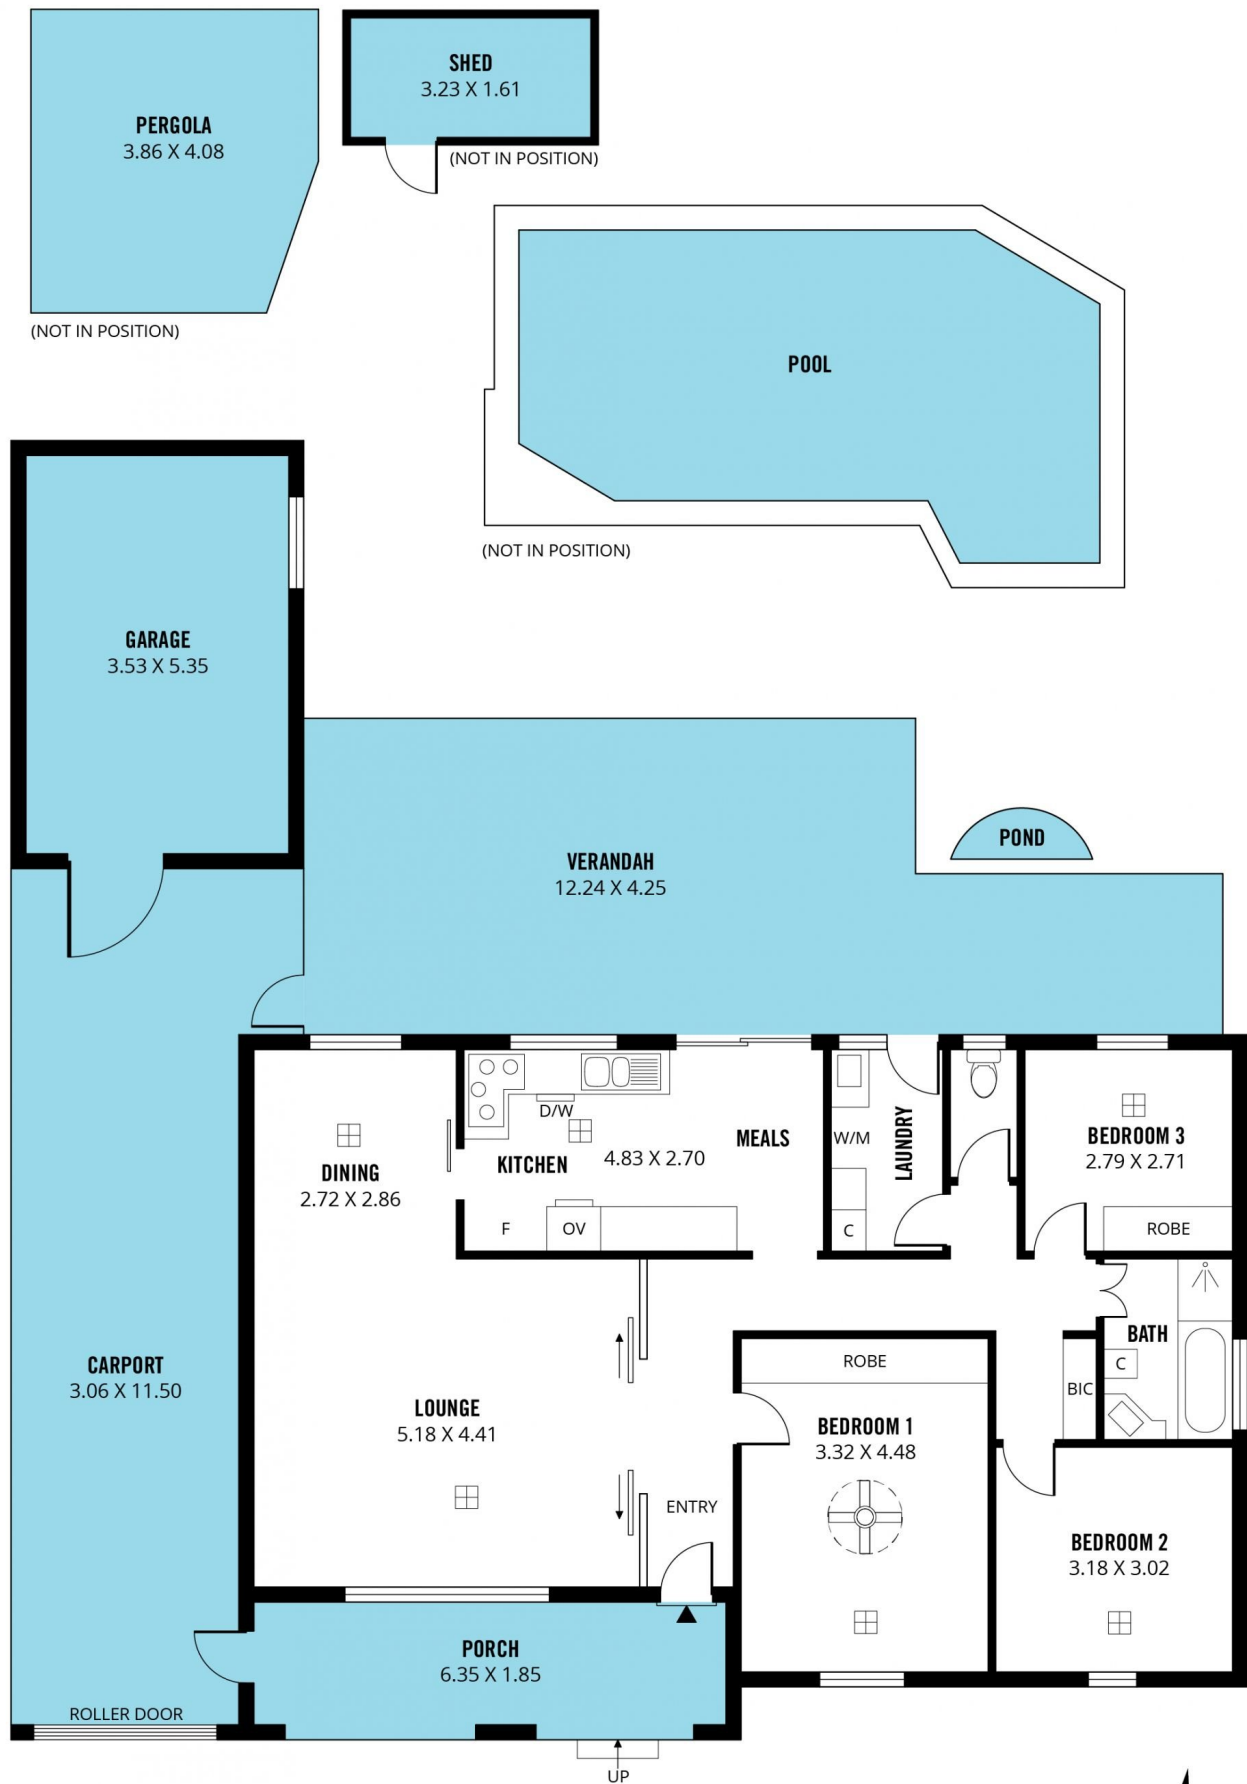 SHED
3.23 X 1.61
(NOT IN POSITION)
PERGOLA
3.86 X 4.08
(NOT IN POSITION)
POOL
(NOT IN POSITION)
GARAGE
3.53 X 5.35
VERANDAH
12.24 X 4.25
POND
D/W
KITCHEN
4.83 X 2.70
MEALS
F
OV
W/M
LAUNDRY
C
BEDROOM 3
2.79 X 2.71
ROBE
DINING
2.72 X 2.86
CARPORT
3.06 X 11.50
LOUNGE
5.18 X 4.41
ENTRY
ROBE
BEDROOM 1
3.32 X 4.48
BIC
BATH
C
BEDROOM 2
3.18 X 3.02
PORCH
6.35 X 1.85
ROLLER DOOR
UP